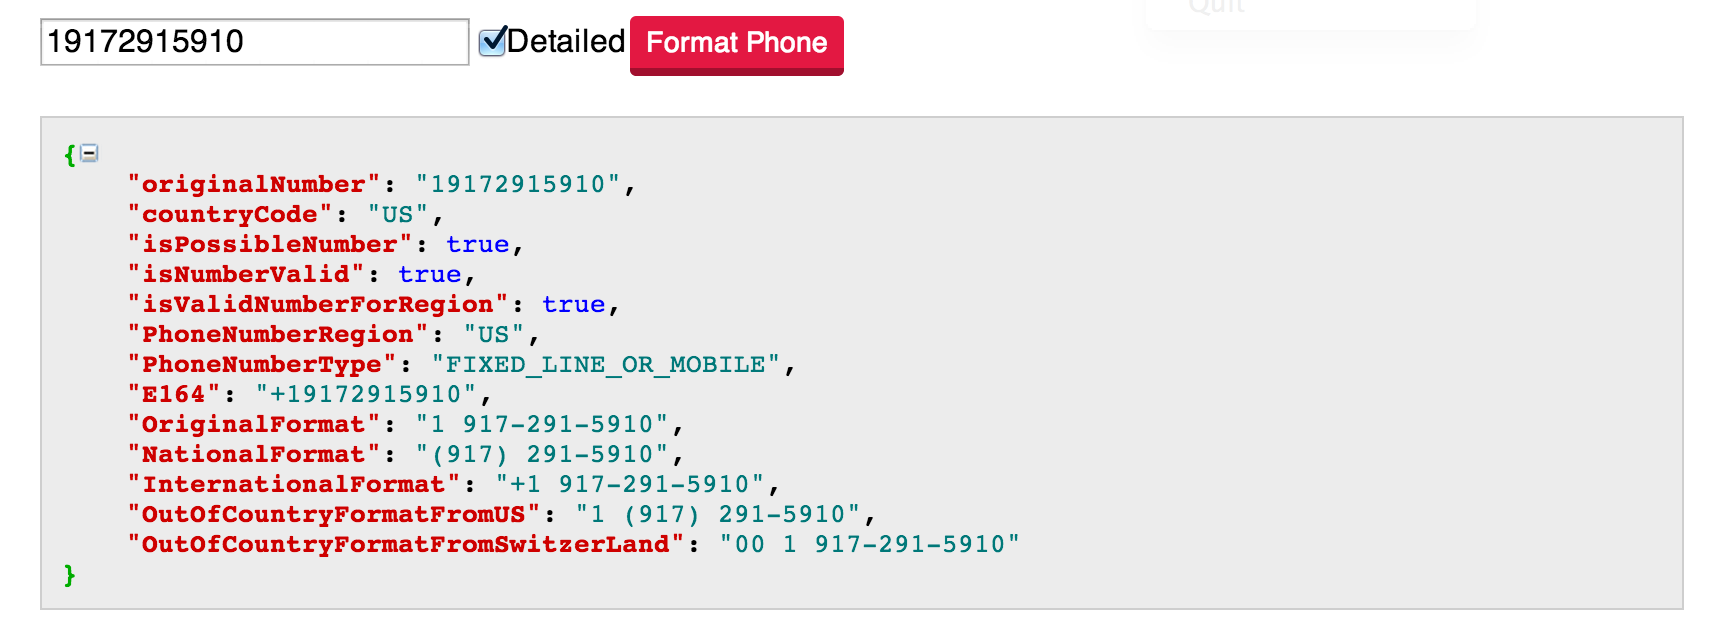 Quit
19172915910 Detailed Format Phone
{
"originalNumber": "19172915910",
"countryCode": "US",
"isPossibleNumber": true,
"isNumberValid": true,
"isValidNumberForRegion": true,
"PhoneNumberRegion": "US",
"PhoneNumberType": "FIXED_LINE_OR_MOBILE",
"E164": "+19172915910",
"OriginalFormat": "1 917-291-5910",
"NationalFormat": "(917) 291-5910",
"InternationalFormat": "+1 917-291-5910",
"OutOfCountryFormatFromUS": "1 (917) 291-5910",
"OutOfCountryFormatFromSwitzerLand": "00 1 917-291-5910"
}